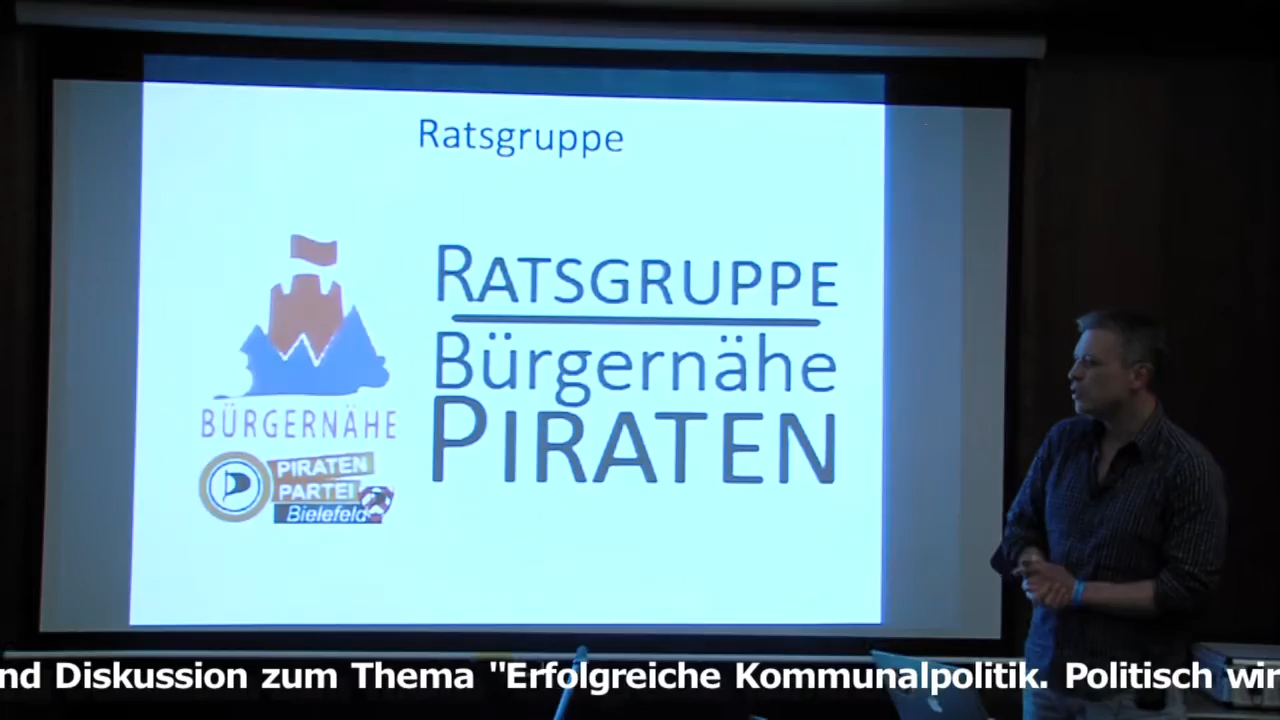 Ratsgruppe
RATSGRUPPE
Bürgernähe
PIRATEN
BÜRGERNÄHE
PIRATEN
PARTEI
Bielefeld
nd Diskussion zum Thema "Erfolgreiche Kommunalpolitik. Politisch wir